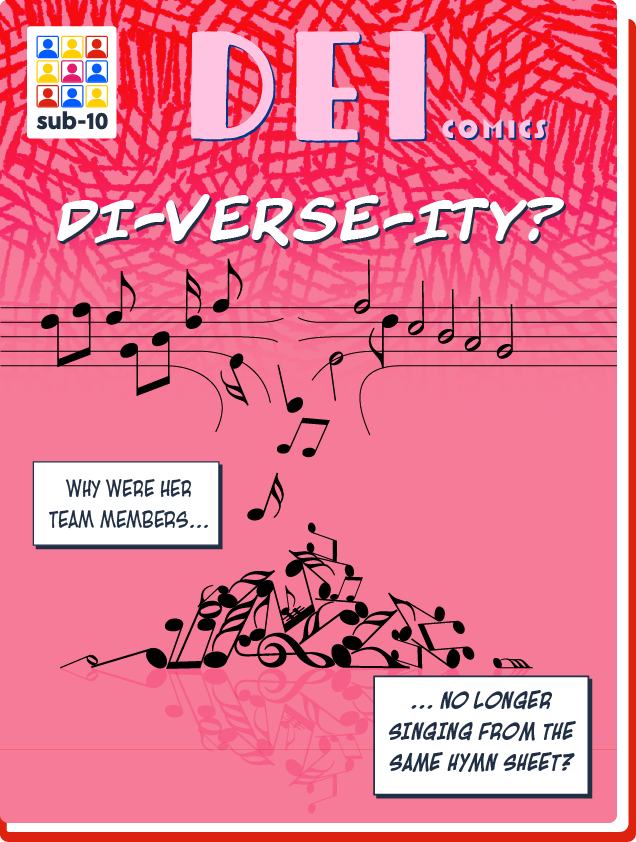 sub-10
DEI
COMICS
DI-VERSE-ITY?
WHY WERE HER
TEAM MEMBERS...
... NO LONGER
SINGING FROM THE
SAME HYMN SHEET?